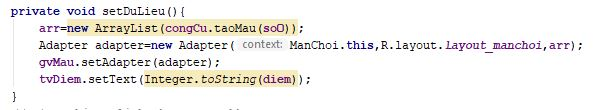 private void setDuLieu(){
arr=new ArrayList(congCu.taoMau(soO));
Adapter adapter=new Adapter( context: ManChoi.this,R.layout.layout_manchoi,arr);
gvMau.setAdapter(adapter);
tvDiem.setText(Integer.toString(diem));
}